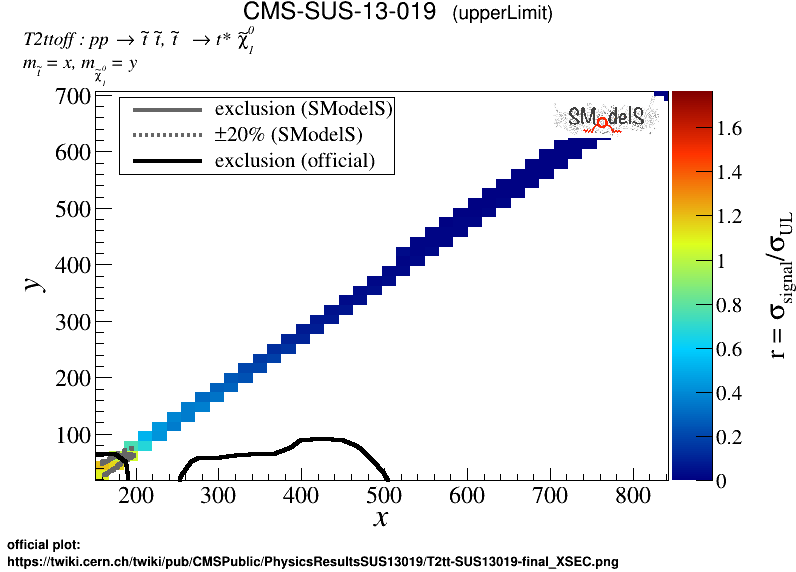 CMS-SUS-13-019 (upperLimit)
T2ttoff : pp → t̃ t̃, t̃ → t* χ̃⁰₁
m_t̃ = x, m_χ̃⁰₁ = y
700
600
500
400
300
200
100
y
exclusion (SModelS)
±20% (SModelS)
exclusion (official)
SModelS
200 300 400 500 600 700 800
x
1.6
1.4
1.2
1
0.8
0.6
0.4
0.2
0
r = σ_signal/σ_UL
official plot:
https://twiki.cern.ch/twiki/pub/CMSPublic/PhysicsResultsSUS13019/T2tt-SUS13019-final_XSEC.png